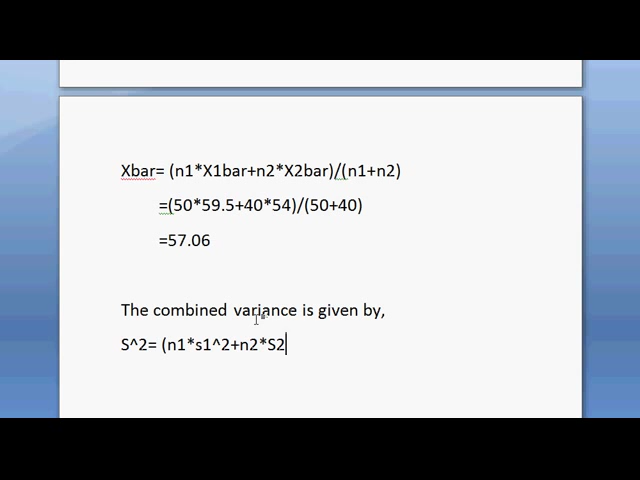 Xbar= (n1*X1bar+n2*X2bar)/(n1+n2)
=(50*59.5+40*54)/(50+40)
=57.06
The combined variance is given by,
S^2= (n1*s1^2+n2*S2